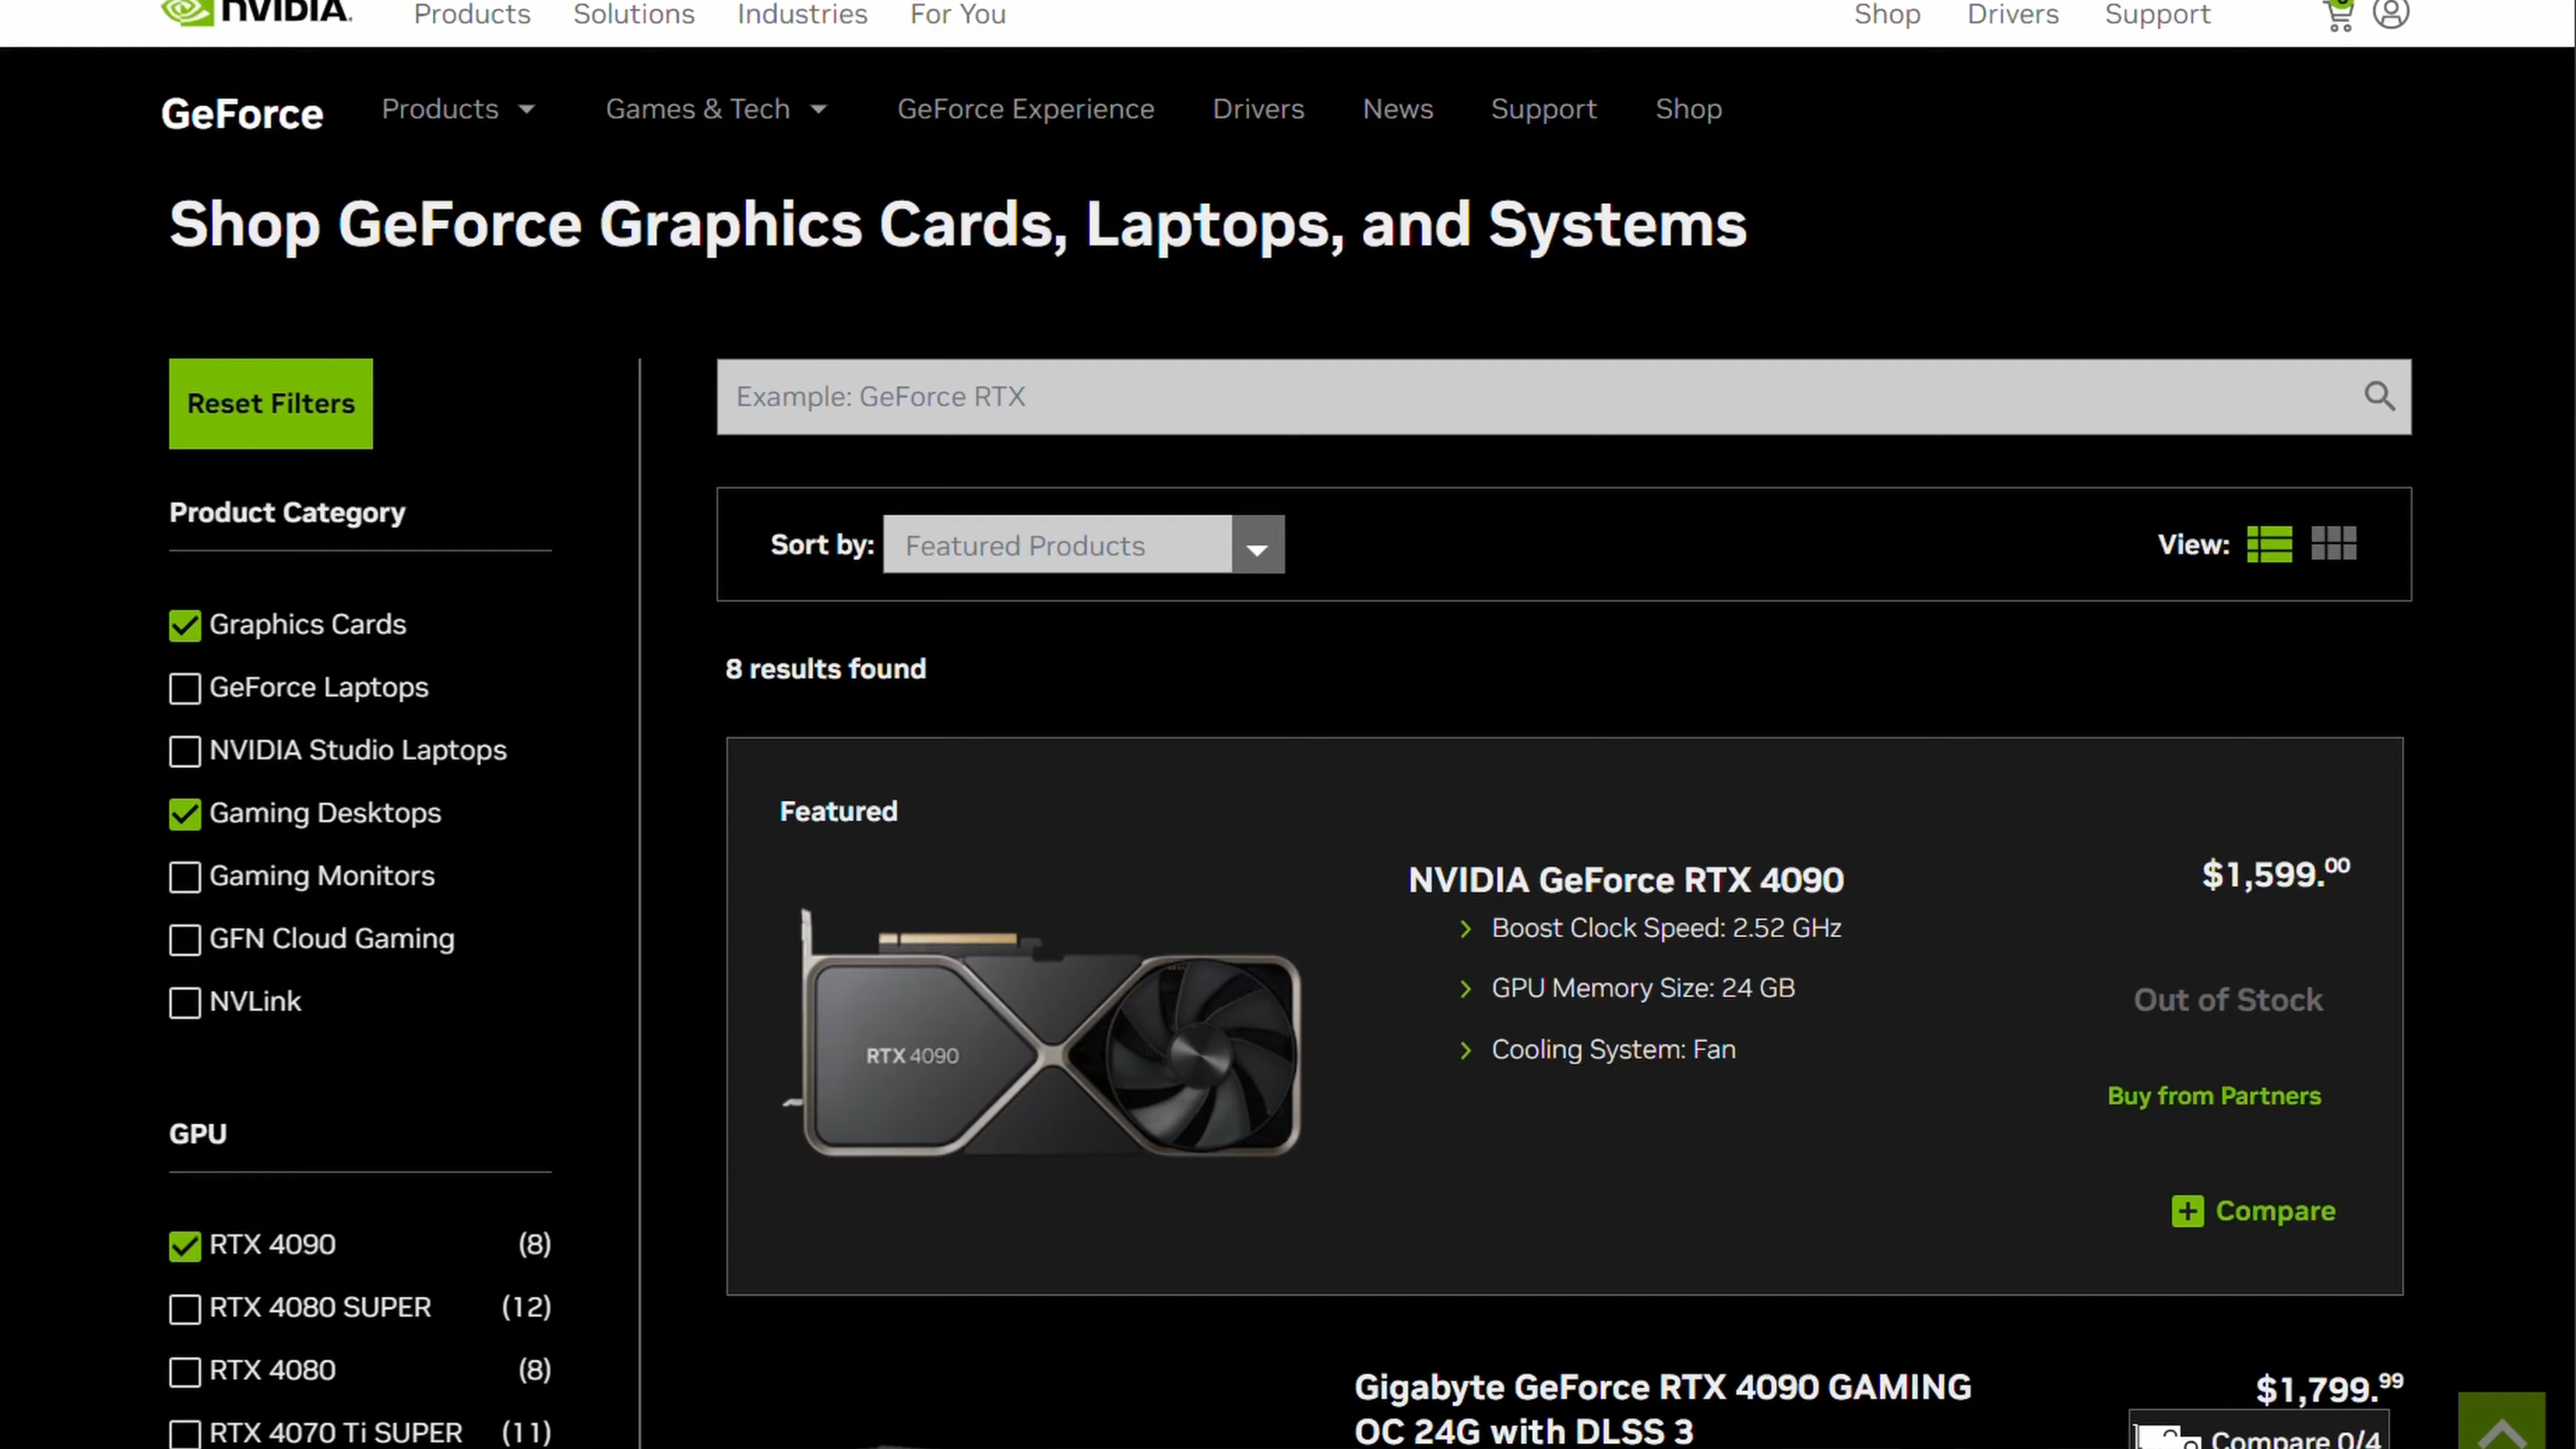 nVIDIA.
Products Solutions Industries For You Shop Drivers Support
GeForce Products Games & Tech GeForce Experience Drivers News Support Shop
Shop GeForce Graphics Cards, Laptops, and Systems
Reset Filters
Product Category
Graphics Cards
GeForce Laptops
NVIDIA Studio Laptops
Gaming Desktops
Gaming Monitors
GFN Cloud Gaming
NVLink
GPU
RTX 4090 (8)
RTX 4080 SUPER (12)
RTX 4080 (8)
RTX 4070 Ti SUPER (11)
Example: GeForce RTX
Sort by: Featured Products View:
8 results found
Featured
RTX 4090
NVIDIA GeForce RTX 4090
Boost Clock Speed: 2.52 GHz
GPU Memory Size: 24 GB
Cooling System: Fan
$1,599.00
Out of Stock
Buy from Partners
Compare
Gigabyte GeForce RTX 4090 GAMING
OC 24G with DLSS 3
$1,799.99
Compare 0/4